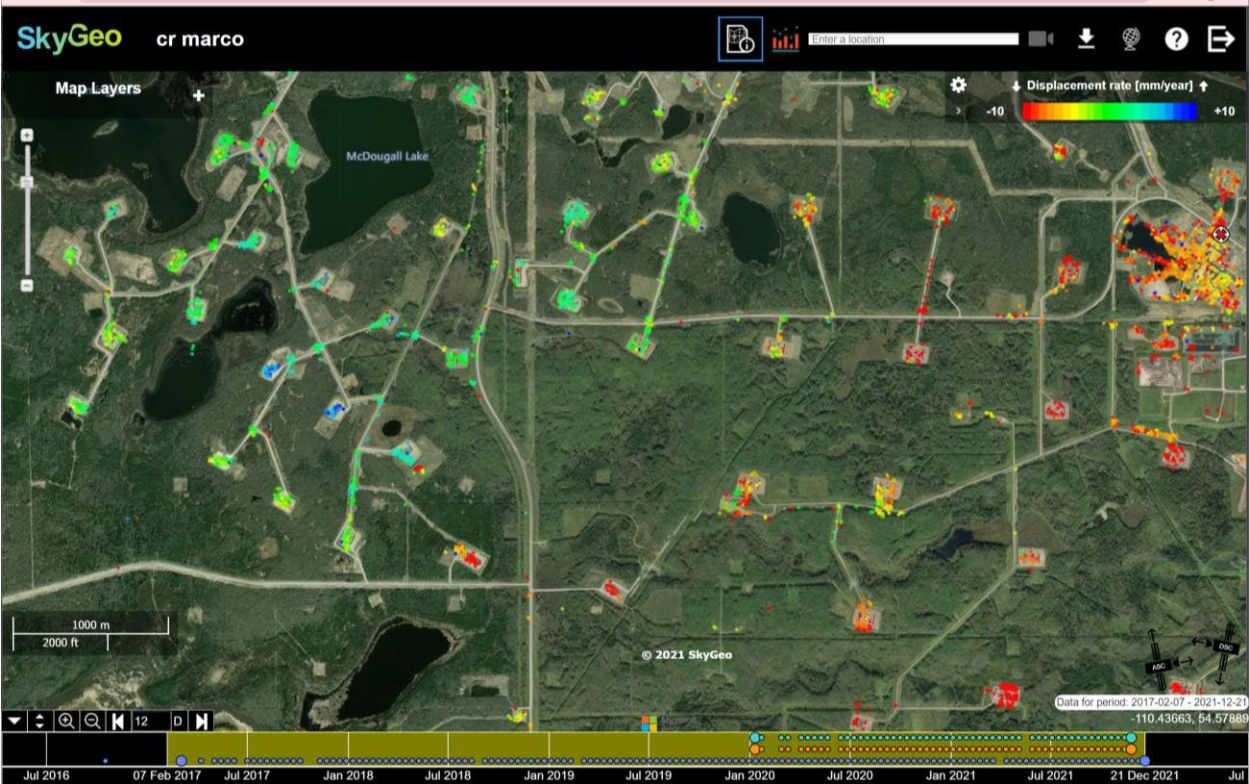 SkyGeo
cr marco
Enter a location
Map Layers
Displacement rate [mm/year]
-10
+10
McDougall Lake
1000 m
2000 ft
© 2021 SkyGeo
ASC
DSC
Data for period: 2017-02-07 - 2021-12-21
-110.43663, 54.57889
12
D
Microsoft
Jul 2016
07 Feb 2017
Jul 2017
Jan 2018
Jul 2018
Jan 2019
Jul 2019
Jan 2020
Jul 2020
Jan 2021
Jul 2021
21 Dec 2021
Jul